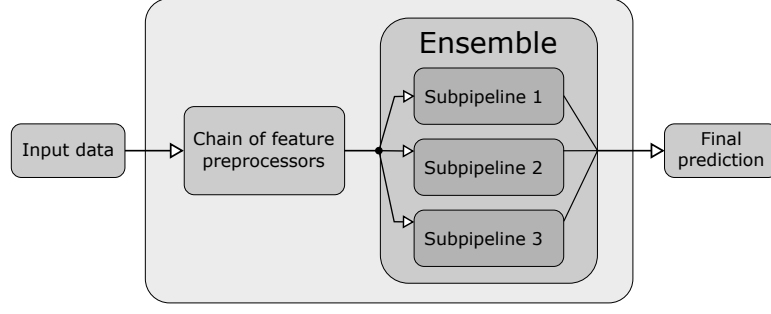 Ensemble
Input data
Chain of feature
preprocessors
Subpipeline 1
Subpipeline 2
Subpipeline 3
Final
prediction